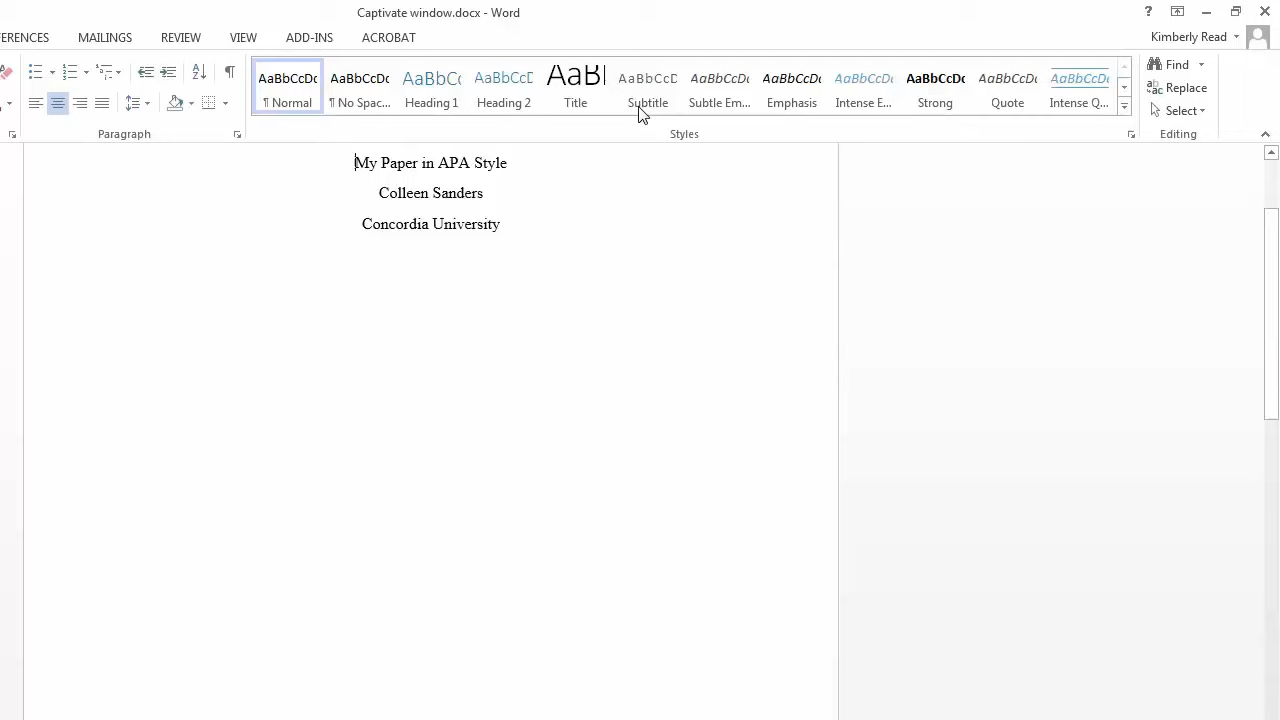 Captivate window.docx - Word
?
ERENCES MAILINGS REVIEW VIEW ADD-INS ACROBAT
Kimberly Read
AaBbCcDc AaBbCcDc AaBbC( AaBbCcD AaB| AaBbCcD AaBbCcDc AaBbCcDc AaBbCcDc AaBbCcDc AaBbCcDc AaBbCcDc
¶ Normal ¶ No Spac... Heading 1 Heading 2 Title Subtitle Subtle Em... Emphasis Intense E... Strong Quote Intense Q...
Find
Replace
Select
Paragraph Styles Editing
My Paper in APA Style
Colleen Sanders
Concordia University